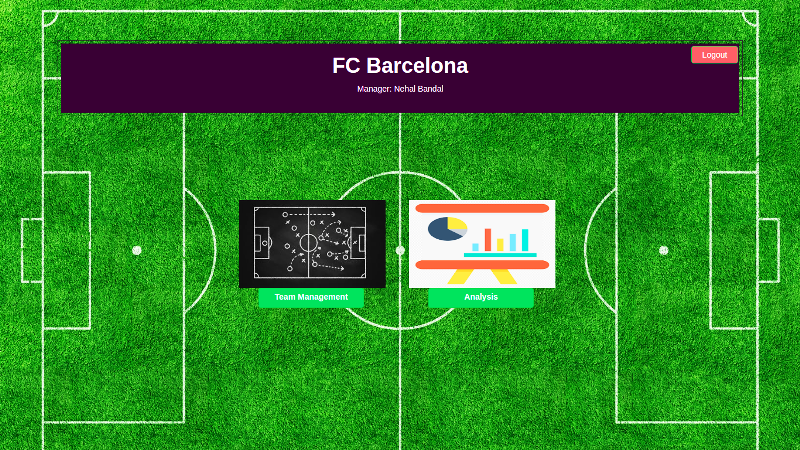 Logout
FC Barcelona
Manager: Nehal Bandal
Team Management
Analysis